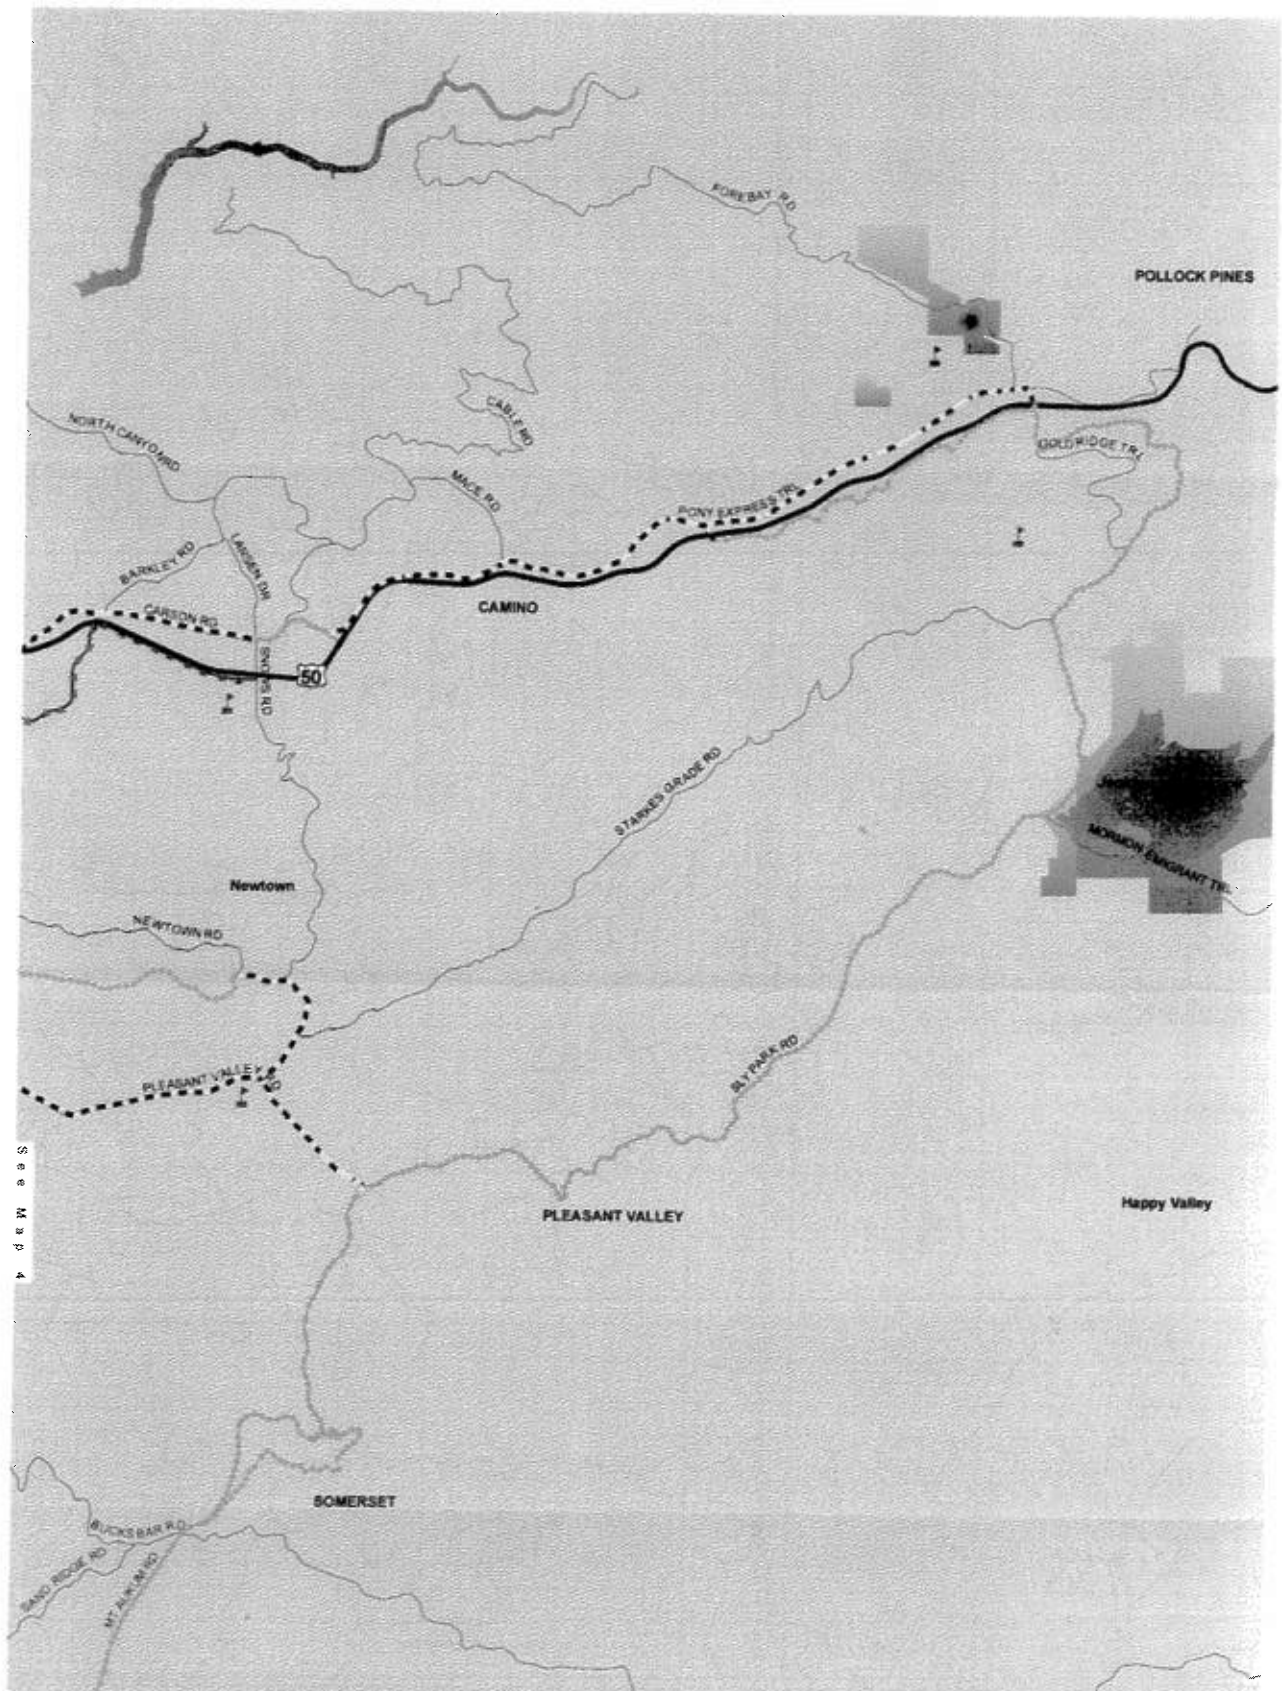 FOREBAY RD
POLLOCK PINES
CABLE RD
NORTH CANYON RD
GOLD RIDGE TRL
MACE RD
PONY EXPRESS TRL
BARKLEY RD
LARSEN DR
CAMINO
CARSON RD
SNOWS RD
50
STARKES GRADE RD
MORMON EMIGRANT TRL
Newtown
NEWTOWN RD
SLY PARK RD
PLEASANT VALLEY RD
See Map 4
Happy Valley
PLEASANT VALLEY
SOMERSET
BUCKS BAR RD
SAND RIDGE RD
MT AUKUM RD